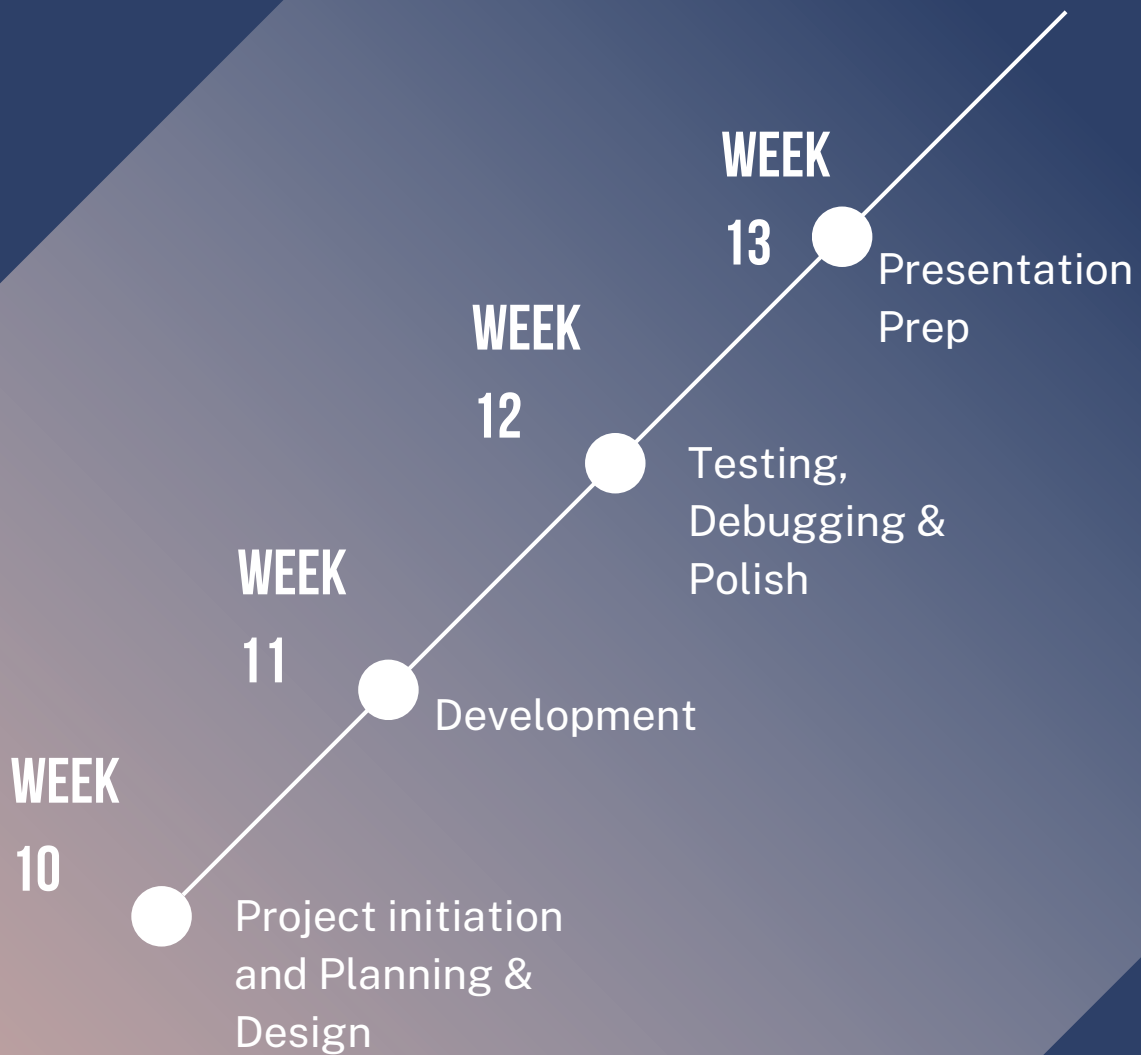 WEEK
13
Presentation
Prep
WEEK
12
Testing,
Debugging &
Polish
WEEK
11
Development
WEEK
10
Project initiation
and Planning &
Design